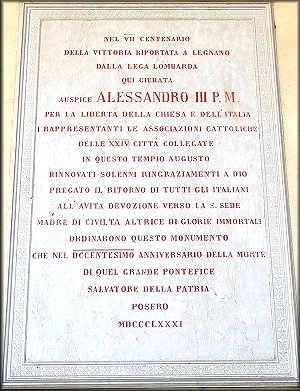 NEL VII CENTENARIO
DELLA VITTORIA RIPORTATA A LEGNANO
DALLA LEGA LOMBARDA
QUI GIURATA
AUSPICE ALESSANDRO III P.M.
PER LA LIBERTÀ DELLA CHIESA E DELL'ITALIA
I RAPPRESENTANTI LE ASSOCIAZIONI CATTOLICHE
DELLE XXIV CITTÀ COLLEGATE
IN QUESTO TEMPIO AUGUSTO
RINNOVATI SOLENNI RINGRAZIAMENTI A DIO
PREGATO IL RITORNO DI TUTTI GLI ITALIANI
ALL'AVITA DEVOZIONE VERSO LA S. SEDE
MADRE DI CIVILTÀ ALTRICE DI GLORIE IMMORTALI
ORDINARONO QUESTO MONUMENTO
CHE NEL DCCENTESIMO ANNIVERSARIO DELLA MORTE
DI QUEL GRANDE PONTEFICE
SALVATORE DELLA PATRIA
POSERO
MDCCCLXXXI